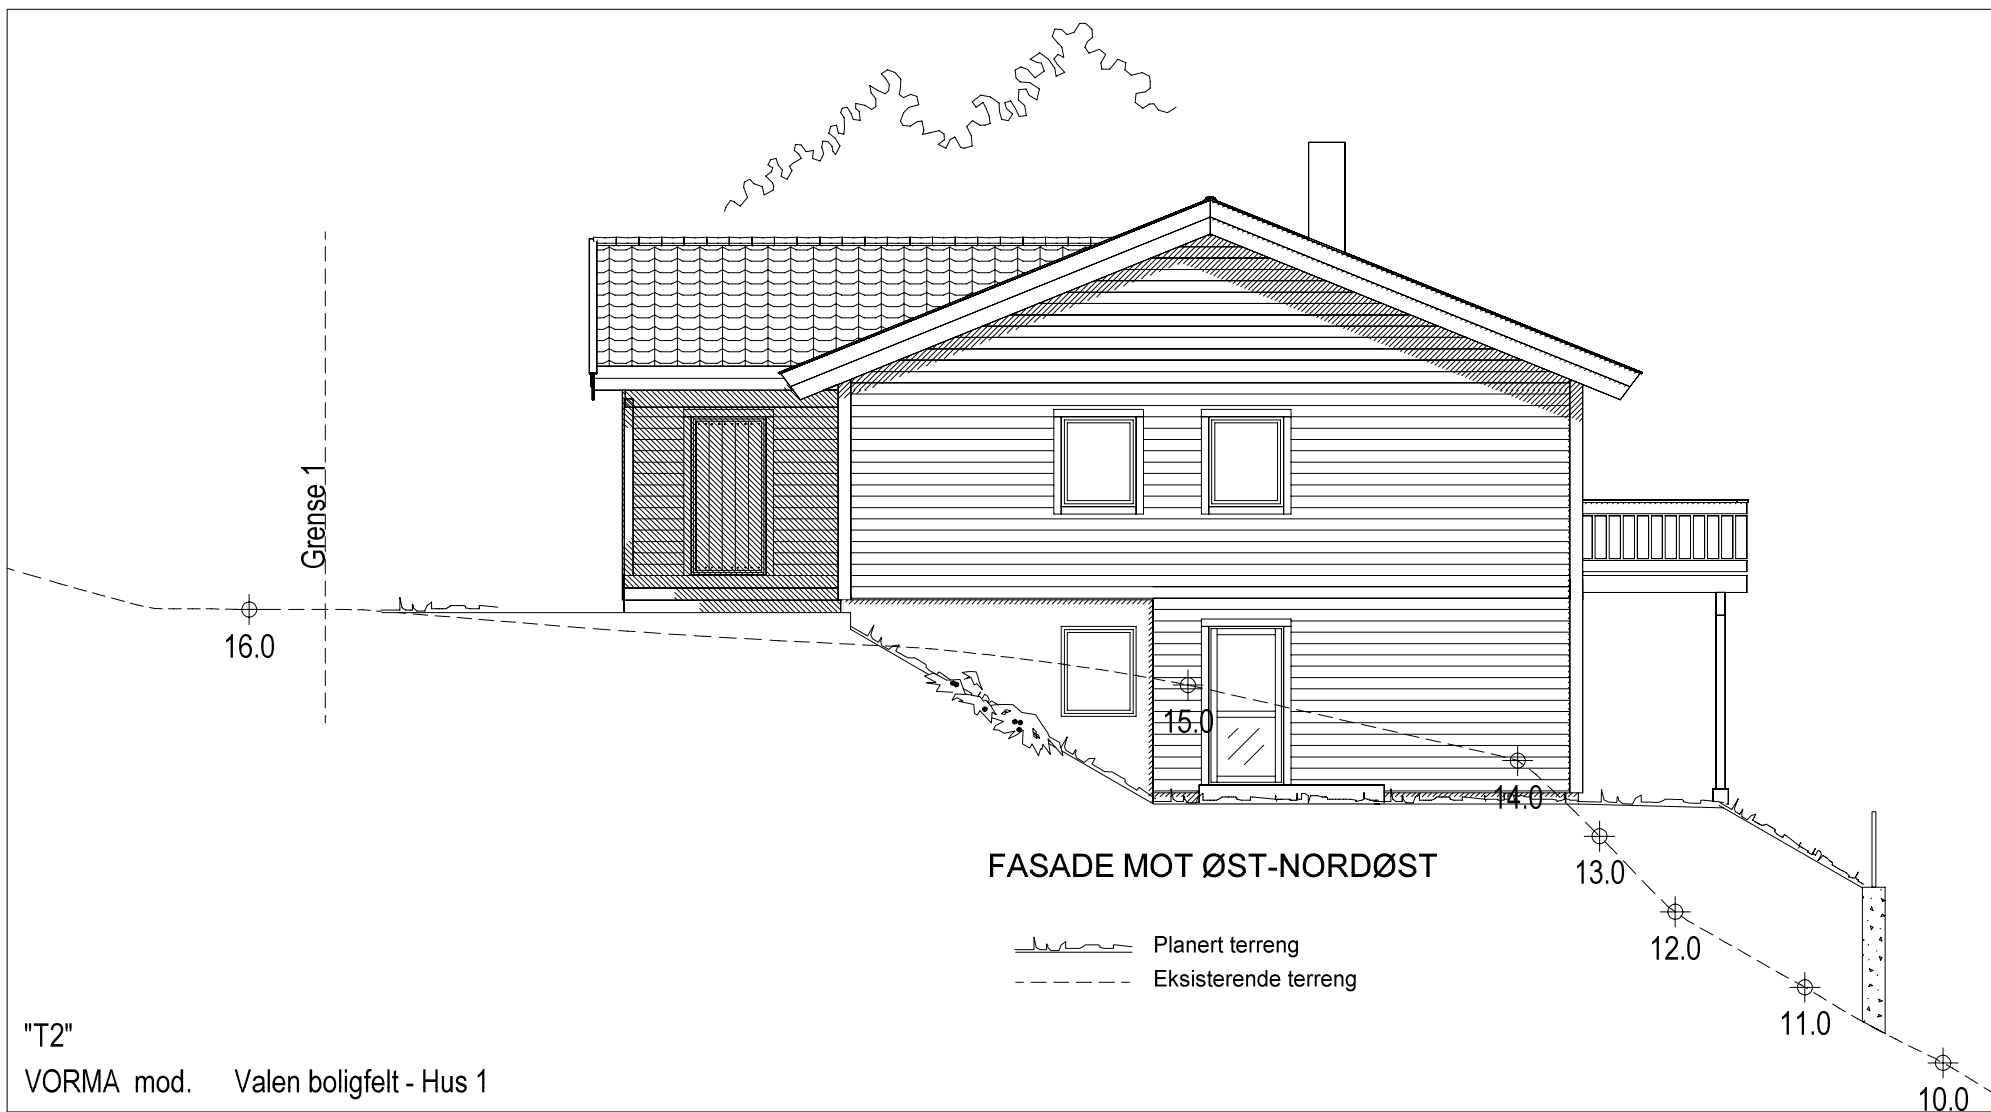 Grense 1
16.0
15.0
14.0
13.0
12.0
11.0
10.0
FASADE MOT ØST-NORDØST
Planert terreng
Eksisterende terreng
"T2"
VORMA mod. Valen boligfelt - Hus 1